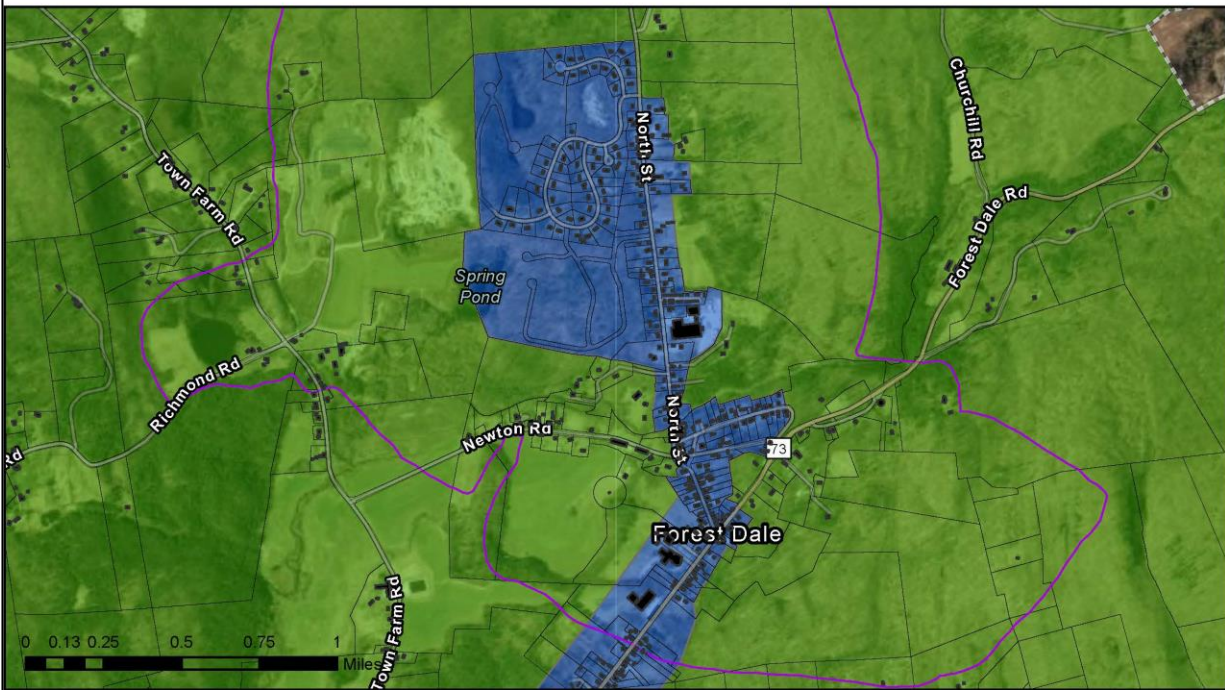 Churchill Rd
North St
Town Farm Rd
Forest Dale Rd
Spring
Pond
Richmond Rd
Newton Rd
North St
73
Rd
Forest Dale
Town Farm Rd
0 0.13 0.25 0.5 0.75 1
Miles